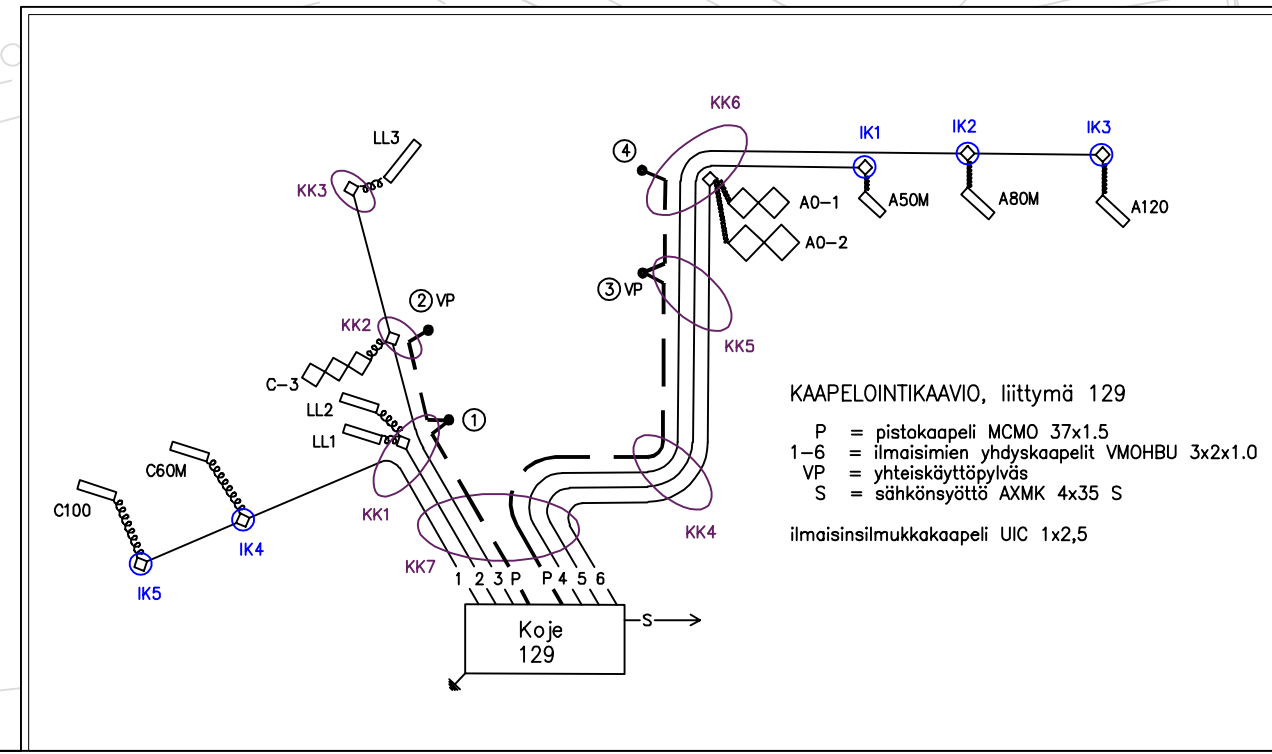 KK6
IK1
IK2
IK3
LL3
4
KK3
A0-1
A50M
A80M
A120
A0-2
2 VP
3 VP
KK2
KK5
C-3
LL2
1
LL1
C60M
C100
KK1
KK4
IK4
KK7
IK5
1 2 3 P P 4 5 6
Koje
129
S
KAAPELOINTIKAAVIO, liittymä 129
P = pistokaapeli MCMO 37x1.5
1-6 = ilmaisimien yhdyskaapelit VMOHBU 3x2x1.0
VP = yhteiskäyttöpylväs
S = sähkönsyöttö AXMK 4x35 S
ilmaisinsilmukkakaapeli UIC 1x2,5